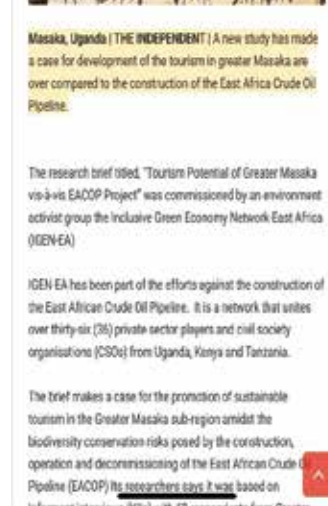 Masaka, Uganda | THE INDEPENDENT | A new study has made
a case for development of the tourism in greater Masaka are
over compared to the construction of the East Africa Crude Oil
Pipeline.
The research brief titled, "Tourism Potential of Greater Masaka
vis-à-vis EACOP Project" was commissioned by an environment
activist group the Inclusive Green Economy Network-East Africa
(IGEN-EA)
IGEN-EA has been part of the efforts against the construction of
the East African Crude Oil Pipeline. It is a network that unites
over thirty-six (36) private sector players and civil society
organisations (CSOs) from Uganda, Kenya and Tanzania.
The brief makes a case for the promotion of sustainable
tourism in the Greater Masaka sub-region amidst the
biodiversity conservation risks posed by the construction,
operation and decommissioning of the East African Crude
Pipeline (EACOP) Its researchers says it was based on